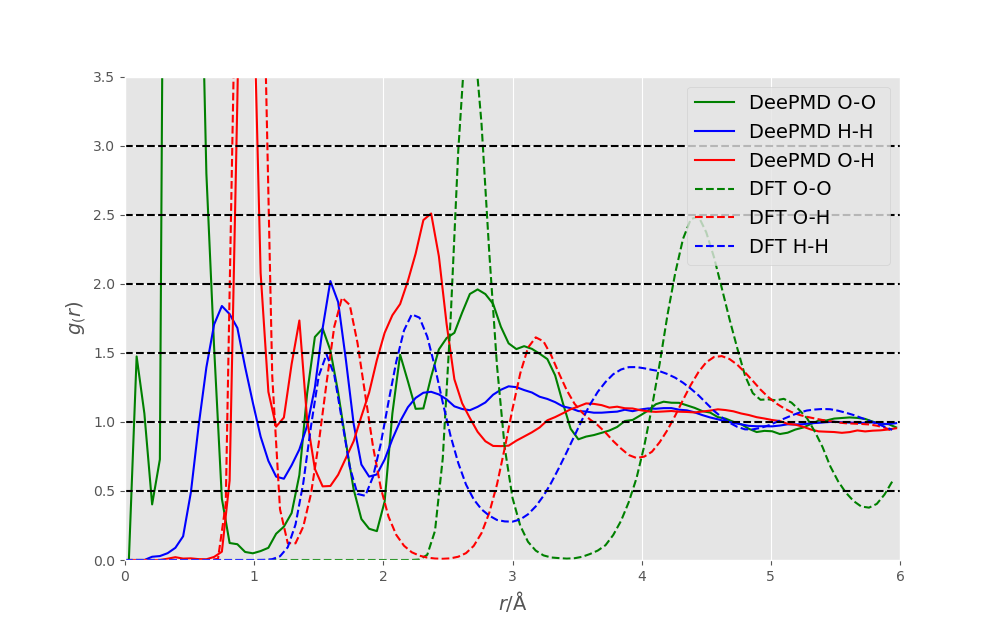 3.5
3.0
2.5
2.0
1.5
1.0
0.5
0.0
g(r)
0 1 2 3 4 5 6
r/Å
DeePMD O-O
DeePMD H-H
DeePMD O-H
DFT O-O
DFT O-H
DFT H-H